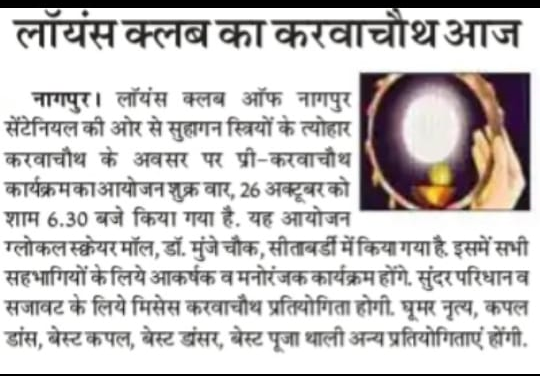 लॉयंस क्लब का करवाचौथ आज
नागपुर। लॉयंस क्लब ऑफ नागपुर
सेंटेनियल की ओर से सुहागन स्त्रियों के त्योहार
करवाचौथ के अवसर पर प्री-करवाचौथ
कार्यक्रम का आयोजन शुक्र वार, 26 अक्टूबर को
शाम 6.30 बजे किया गया है. यह आयोजन
ग्लोकल स्क्वेयर मॉल, डॉ. मुंजे चौक, सीताबर्डी में किया गया है. इसमें सभी
सहभागियों के लिये आकर्षक व मनोरंजक कार्यक्रम होंगे. सुंदर परिधान व
सजावट के लिये मिसेस करवाचौथ प्रतियोगिता होगी. घूमर नृत्य, कपल
डांस, बेस्ट कपल, बेस्ट डांसर, बेस्ट पूजा थाली अन्य प्रतियोगिताएं होंगी.